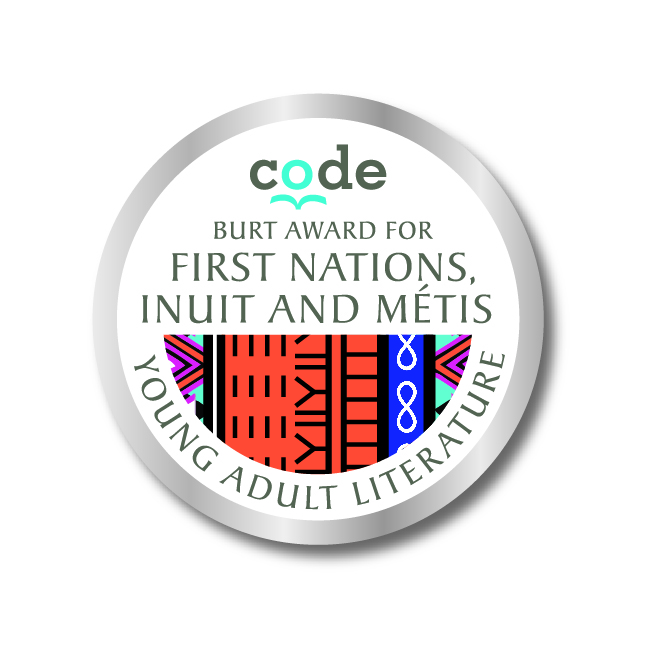 code
BURT AWARD FOR
FIRST NATIONS,
INUIT AND MÉTIS
YOUNG ADULT LITERATURE